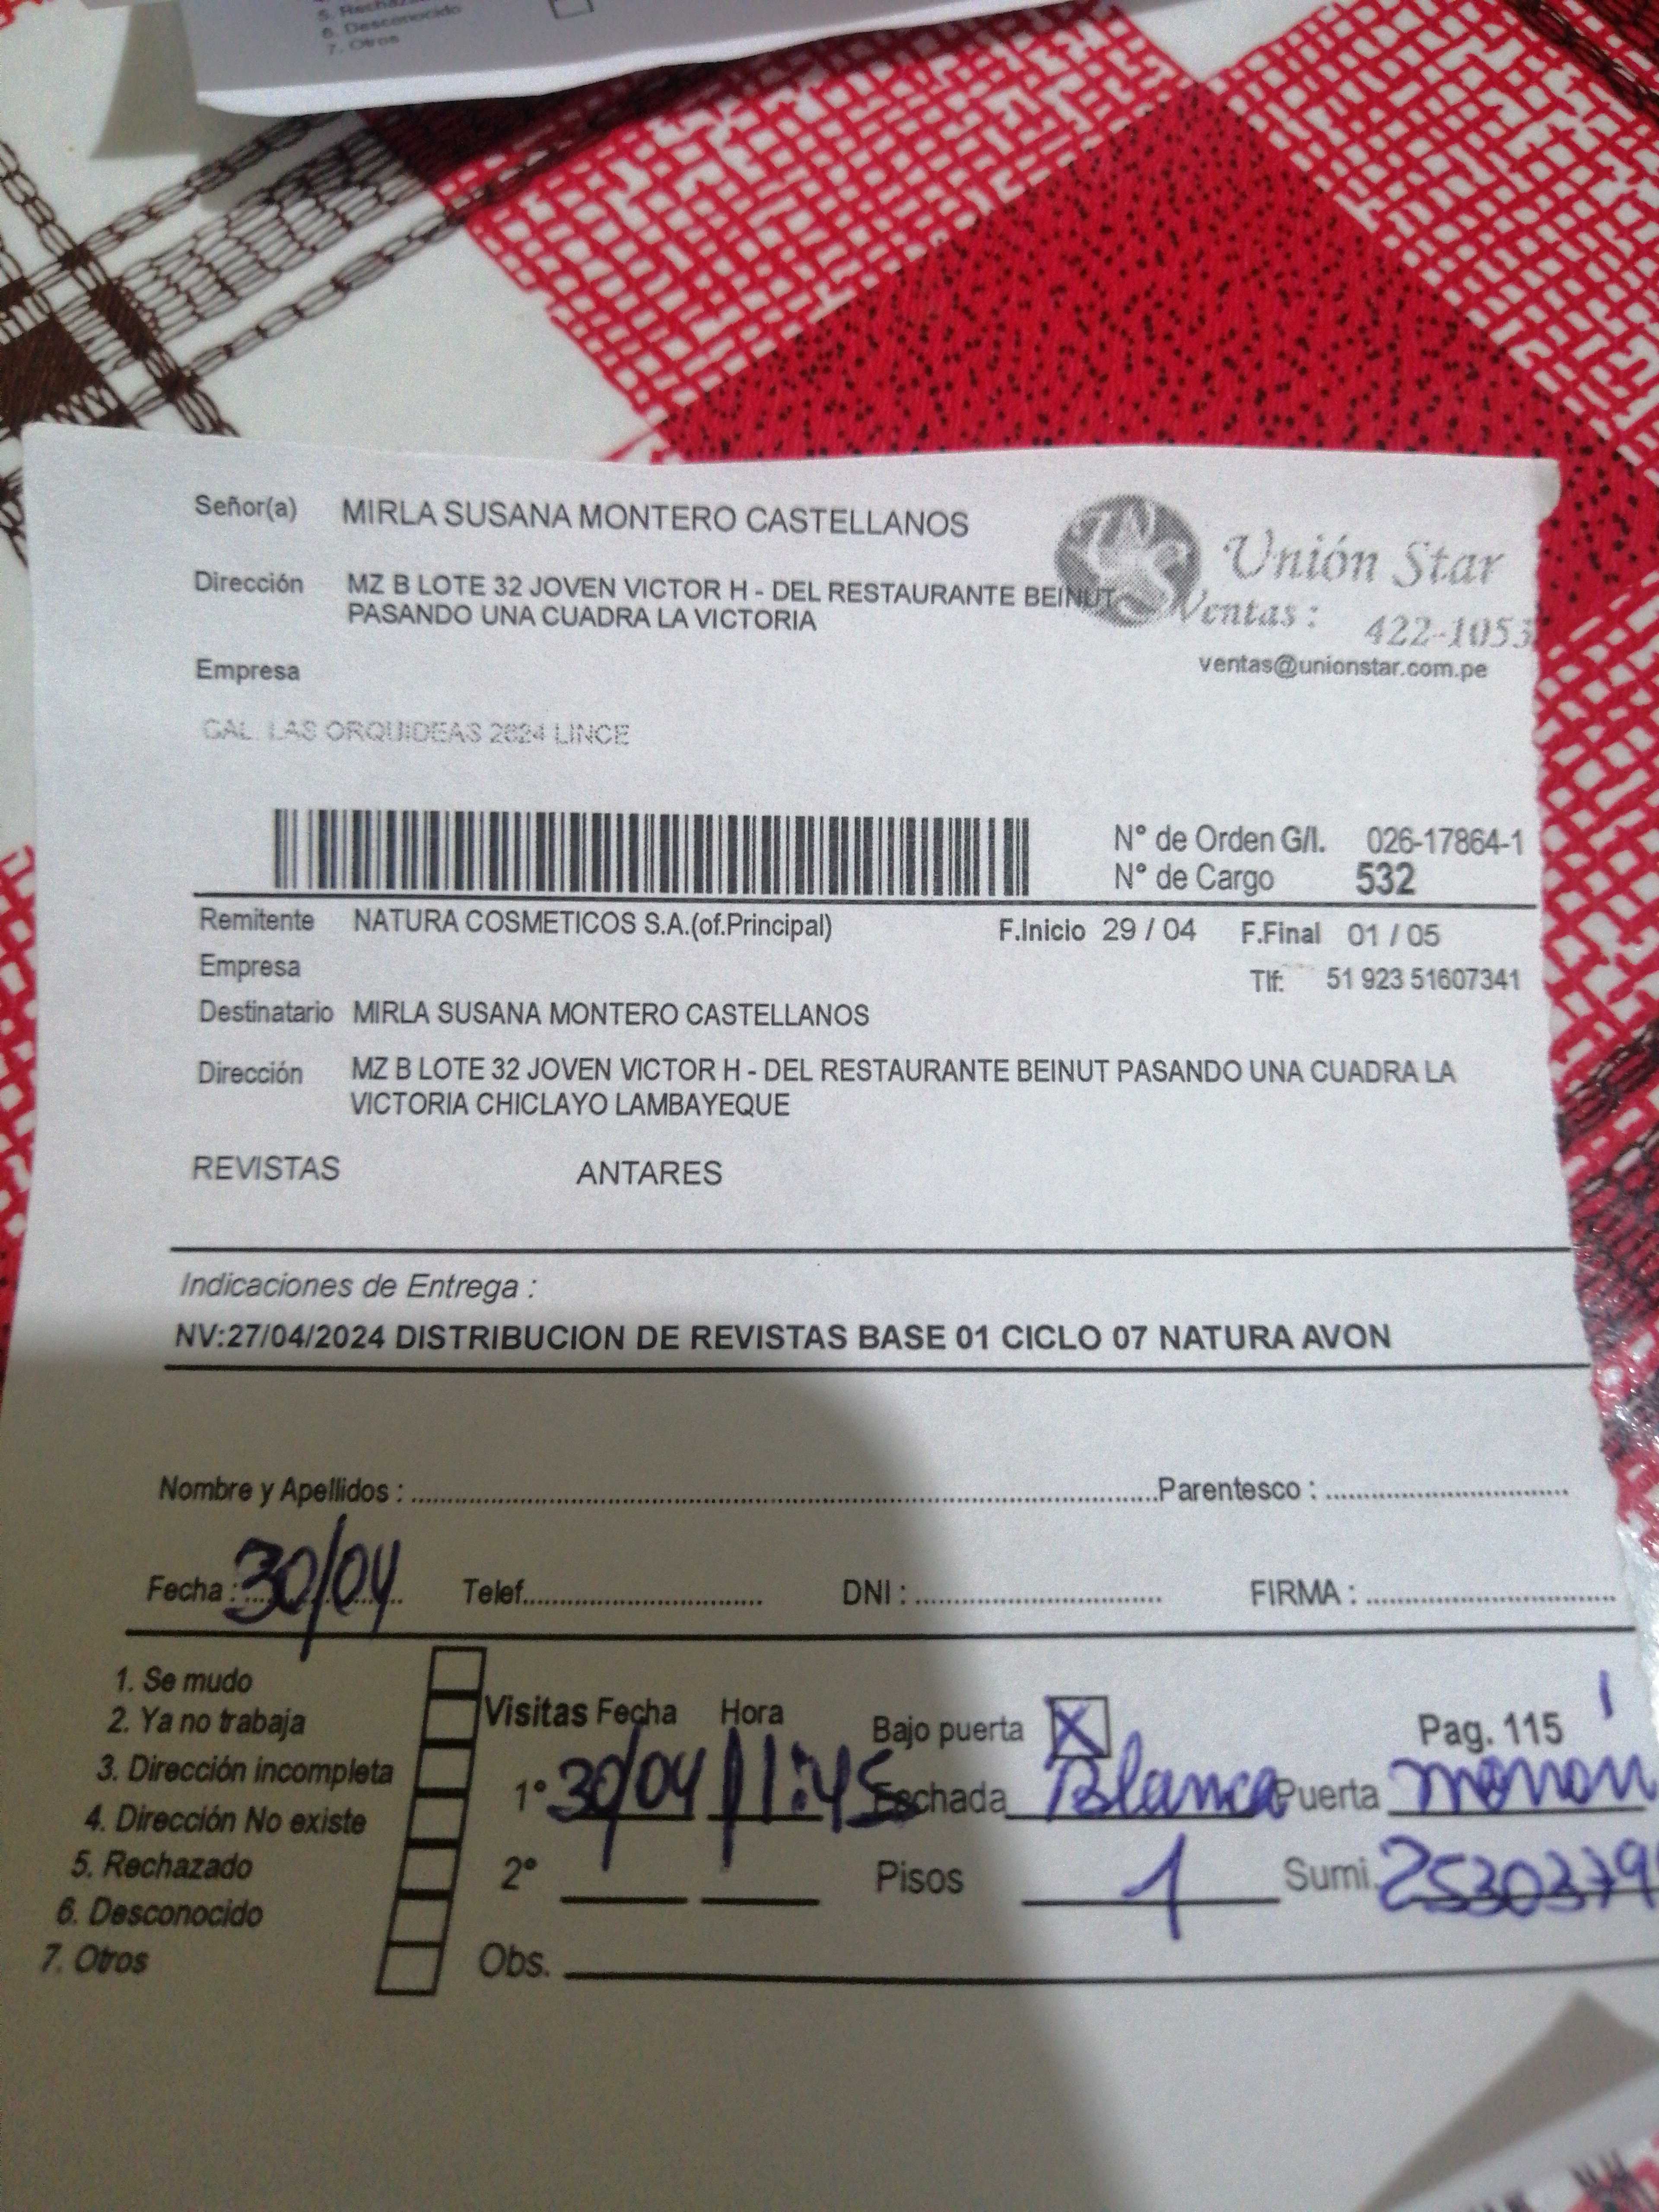 5. Rechazado
6. Desconocido
7. Otros
Señor(a) MIRLA SUSANA MONTERO CASTELLANOS
Unión Star
Dirección MZ B LOTE 32 JOVEN VICTOR H - DEL RESTAURANTE BEINUT
PASANDO UNA CUADRA LA VICTORIA
Ventas: 422-1053
ventas@unionstar.com.pe
Empresa
CAL. LAS ORQUIDEAS 2624 LINCE
N° de Orden G/I. 026-17864-1
N° de Cargo 532
Remitente NATURA COSMETICOS S.A.(of.Principal) F.Inicio 29 / 04 F.Final 01 / 05
Empresa Tlf: 51 923 51607341
Destinatario MIRLA SUSANA MONTERO CASTELLANOS
Dirección MZ B LOTE 32 JOVEN VICTOR H - DEL RESTAURANTE BEINUT PASANDO UNA CUADRA LA
VICTORIA CHICLAYO LAMBAYEQUE
REVISTAS ANTARES
Indicaciones de Entrega :
NV:27/04/2024 DISTRIBUCION DE REVISTAS BASE 01 CICLO 07 NATURA AVON
Nombre y Apellidos : Parentesco :
Fecha : 30/04 Telef. DNI : FIRMA :
1. Se mudo
2. Ya no trabaja
3. Dirección incompleta
4. Dirección No existe
5. Rechazado
6. Desconocido
7. Otros
Visitas Fecha Hora Bajo puerta X Pag. 115
1° 30/04 11:45 Fechada Blanca Puerta marrón
2° Pisos 1 Sumi. 2530379
Obs.